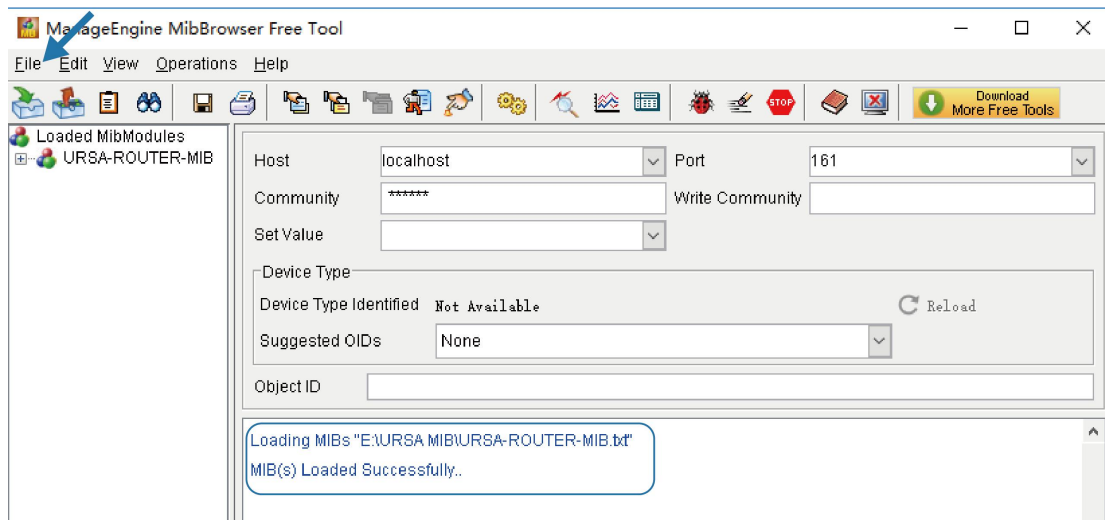 ManageEngine MibBrowser Free Tool
File Edit View Operations Help
STOP
Download
More Free Tools
Loaded MibModules
URSA-ROUTER-MIB
Host localhost Port 161
Community ****** Write Community
Set Value
Device Type
Device Type Identified Not Available Reload
Suggested OIDs None
Object ID
Loading MIBs "E:\URSA MIB\URSA-ROUTER-MIB.txt"
MIB(s) Loaded Successfully..